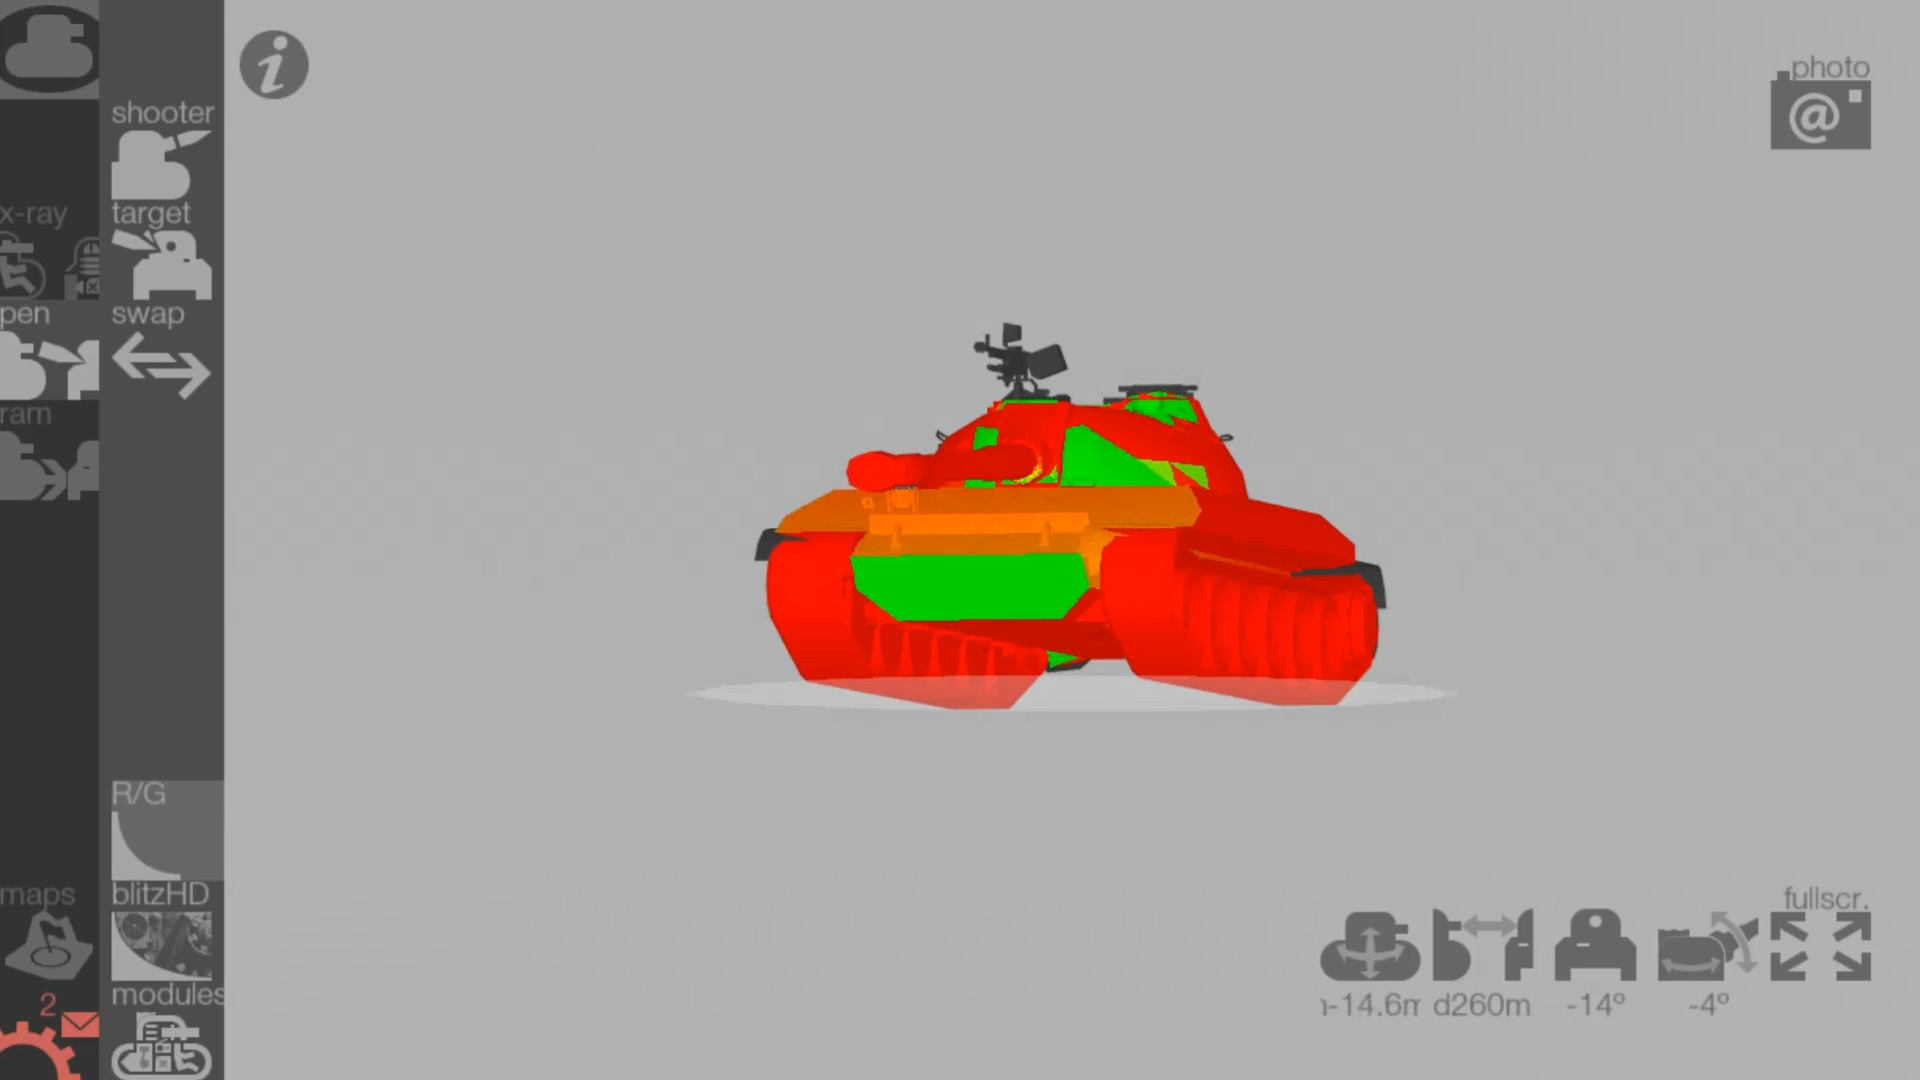 i
photo
@
shooter
x-ray
target
pen
swap
ram
R/G
maps
blitzHD
2
modules
fullscr.
-14.6m
d260m
-14°
-4°